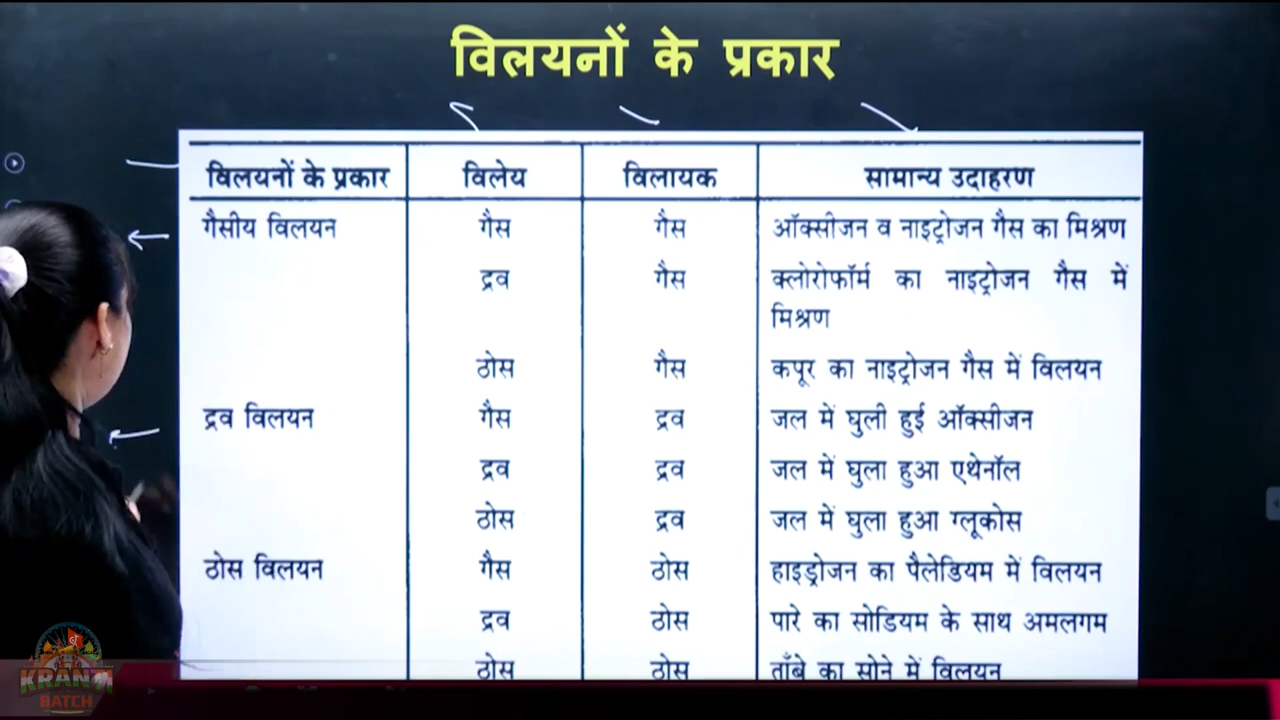 विलयनों के प्रकार
विलयनों के प्रकार विलेय विलायक सामान्य उदाहरण
गैसीय विलयन गैस गैस ऑक्सीजन व नाइट्रोजन गैस का मिश्रण
द्रव गैस क्लोरोफॉर्म का नाइट्रोजन गैस में
मिश्रण
ठोस गैस कपूर का नाइट्रोजन गैस में विलयन
द्रव विलयन गैस द्रव जल में घुली हुई ऑक्सीजन
द्रव द्रव जल में घुला हुआ एथेनॉल
ठोस द्रव जल में घुला हुआ ग्लूकोस
ठोस विलयन गैस ठोस हाइड्रोजन का पैलेडियम में विलयन
द्रव ठोस पारे का सोडियम के साथ अमलगम
ठोस ठोस ताँबे का सोने में विलयन
KRANTI
BATCH